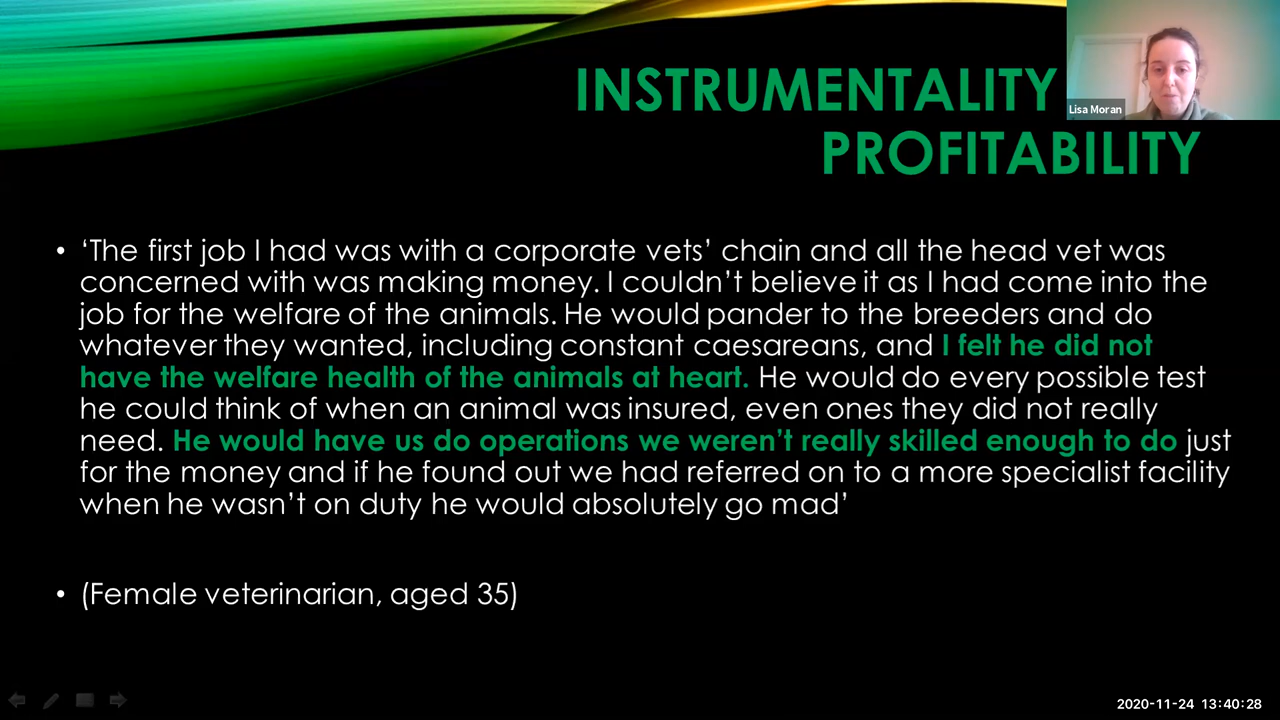 INSTRUMENTALITY
PROFITABILITY
Lisa Moran
• ‘The first job I had was with a corporate vets’ chain and all the head vet was
concerned with was making money. I couldn’t believe it as I had come into the
job for the welfare of the animals. He would pander to the breeders and do
whatever they wanted, including constant caesareans, and I felt he did not
have the welfare health of the animals at heart. He would do every possible test
he could think of when an animal was insured, even ones they did not really
need. He would have us do operations we weren’t really skilled enough to do just
for the money and if he found out we had referred on to a more specialist facility
when he wasn’t on duty he would absolutely go mad’
• (Female veterinarian, aged 35)
2020-11-24 13:40:28